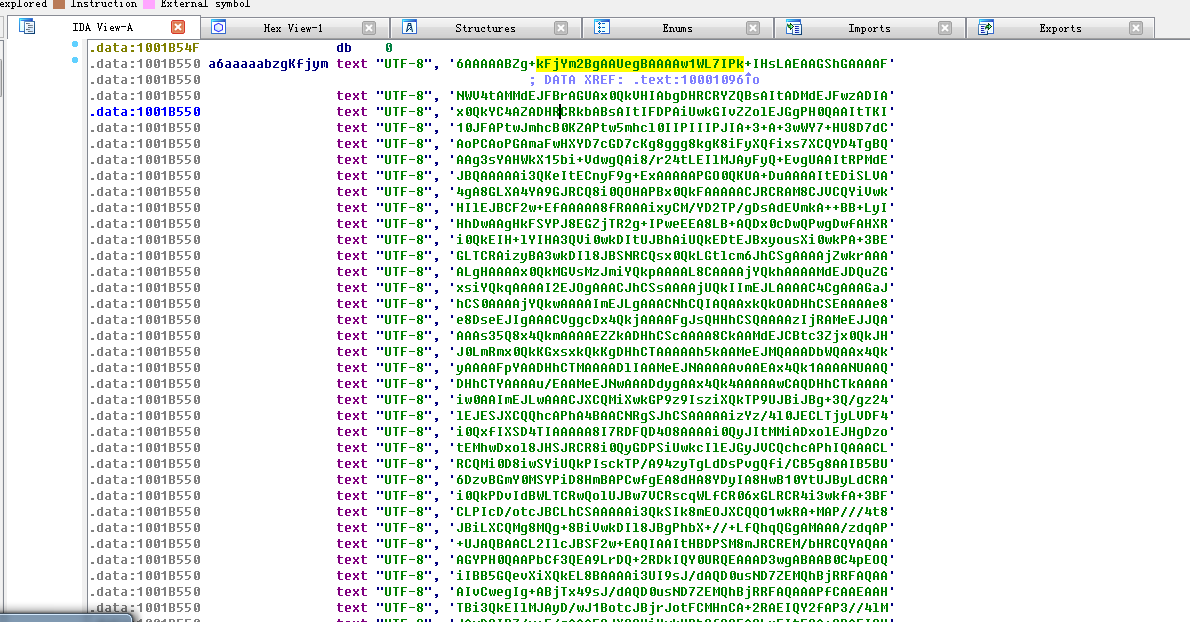 explored Instruction External symbol
IDA View-A Hex View-1 Structures Enums Imports Exports
.data:1001B54F db 0
.data:1001B550 a6aaaaabzgKfjym text "UTF-8", '6AAAAABZg+kFjYm2BgAAUegBAAAAw1WL7IPk+IHsLAEAAGShGAAAAF'
.data:1001B550 ; DATA XREF: .text:10001096↑o
.data:1001B550 text "UTF-8", 'NWV4tAMMdEJFBrAGUAx0QkVHIAbgDHRCRYZQBsAItADMdEJFwzADIA'
.data:1001B550 text "UTF-8", 'x0QkYC4AZADHRCRkbABsAItIFDPAiUwkGIvZZolEJGgPH0QAAItTKI'
.data:1001B550 text "UTF-8", '10JFAPtwJmhcB0KZAPtw5mhcl0IIPIIIPJIA+3+A+3wWY7+HU8D7dC'
.data:1001B550 text "UTF-8", 'AoPCAoPGAmaFwHXYD7cGD7cKg8ggg8kgK8iFyXQfixs7XCQYD4TgBQ'
.data:1001B550 text "UTF-8", 'AAg3sYAHWkX15bi+VdwgQAi8/r24tLEIlMJAyFyQ+EvgUAAItRPMdE'
.data:1001B550 text "UTF-8", 'JBQAAAAAi3QKeItECnyF9g+ExAAAAAPGO0QKUA+DuAAAAItEDiSLVA'
.data:1001B550 text "UTF-8", '4gA8GLXA4YA9GJRCQ8i0QOHAPBx0QkFAAAAACJRCRAM8CJVCQYiVwk'
.data:1001B550 text "UTF-8", 'HIlEJBCF2w+EfAAAAA8fRAAAixyCM/YD2TP/gDsAdEVmkA++BB+LyI'
.data:1001B550 text "UTF-8", 'HhDwAAgHkFSYPJ8EGZjTR2g+IPweEEA8LB+AQDx0cDwQPwgDwfAHXR'
.data:1001B550 text "UTF-8", 'i0QkEIH+lYIHA3QVi0wkDItUJBhAiUQkEDtEJBxyousXi0wkPA+3BE'
.data:1001B550 text "UTF-8", 'GLTCRAizyBA3wkDIl8JBSNRCQsx0QkLGtlcm6JhCSgAAAAjZwkrAAA'
.data:1001B550 text "UTF-8", 'ALgHAAAAx0QkMGVsMzJmiYQkpAAAAL8CAAAAjYQkhAAAAMdEJDQuZG'
.data:1001B550 text "UTF-8", 'xsiYQkqAAAAI2EJOgAAACJhCSsAAAAjUQkIImEJLAAAAC4CgAAAGaJ'
.data:1001B550 text "UTF-8", 'hCS0AAAAjYQkwAAAAImEJLgAAACNhCQIAQAAxkQkOADHhCSEAAAAe8'
.data:1001B550 text "UTF-8", 'e8DseEJIgAAACVggcDx4QkjAAAAFgJsQHHhCSQAAAAzIjRAMeEJJQA'
.data:1001B550 text "UTF-8", 'AAAs35Q8x4QkmAAAAEZZkADHhCScAAAA8CkAAMdEJCBtc3Zjx0QkJH'
.data:1001B550 text "UTF-8", 'J0LmRmx0QkKGxsxkQkKgDHhCTAAAAAh5kAAMeEJMQAAADbWQAAx4Qk'
.data:1001B550 text "UTF-8", 'yAAAAFpYAADHhCTMAAAADlIAAMeEJNAAAAAvAAEAx4Qk1AAAANUAAQ'
.data:1001B550 text "UTF-8", 'DHhCTYAAAAu/EAAMeEJNwAAADdygAAx4Qk4AAAAAwCAQDHhCTkAAAA'
.data:1001B550 text "UTF-8", 'iw0AAImEJLwAAACJXCQMiXwkGP9z9IsziXQkTP9UJBiJBg+3Q/gz24'
.data:1001B550 text "UTF-8", 'lEJESJXCQQhcAPhA4BAACNRgSJhCSAAAAAizYz/4l0JECLTjyLVDF4'
.data:1001B550 text "UTF-8", 'i0QxfIXSD4TIAAAAA8I7RDFQD4O8AAAAi0QyJItMMiADxolEJHgDzo'
.data:1001B550 text "UTF-8", 'tEMhwDxol8JHSJRCR8i0QyGDPSiUwkcIlEJGyJVCQchcAPhIQAAACL'
.data:1001B550 text "UTF-8", 'RCQMi0D8iwSYiUQkPIsckTP/A94zyTgLdDsPvgQfi/CB5g8AAIB5BU'
.data:1001B550 text "UTF-8", '6DzvBGmY0MSYPiD8HmBAPCwfgEA8dHA8YDyIA8HwB10YtUJByLdCRA'
.data:1001B550 text "UTF-8", 'i0QkPDvIdBWLTCRwQolUJBw7VCRscqWLfCR06xGLRCR4i3wkfA+3BF'
.data:1001B550 text "UTF-8", 'CLPIcD/otcJBCLhCSAAAAAi3QkSIk8mEOJXCQQO1wkRA+MAP///4t8'
.data:1001B550 text "UTF-8", 'JBiLXCQMg8MQg+8BiVwkDIl8JBgPhbX+//+LfQhqQGgAMAAA/zdqAP'
.data:1001B550 text "UTF-8", '+UJAQBAACL2IlcJBSF2w+EAQIAAItHBDPSM8mJRCREM/bHRCQYAQAA'
.data:1001B550 text "UTF-8", 'AGYPH0QAAPbCf3QEA9LrDQ+2RDkIQY0URQEAAAD3wgABAAB0C4pEOQ'
.data:1001B550 text "UTF-8", 'iIBB5GQevXiXQkEL8BAAAAi3UI9sJ/dAQD0usND7ZEMQhBjRRFAQAA'
.data:1001B550 text "UTF-8", 'AIvCwegIg+ABjTx49sJ/dAQD0usND7ZEMQhBjRRFAQAAAPfCAAEAAH'
.data:1001B550 text "UTF-8", 'TBi3QkEIlMJAyD/wJ1BotcJBjrJotFCMHnCA+2RAEIQY2fAP3//4lM'
.data:1001B550 text "UTF-8",